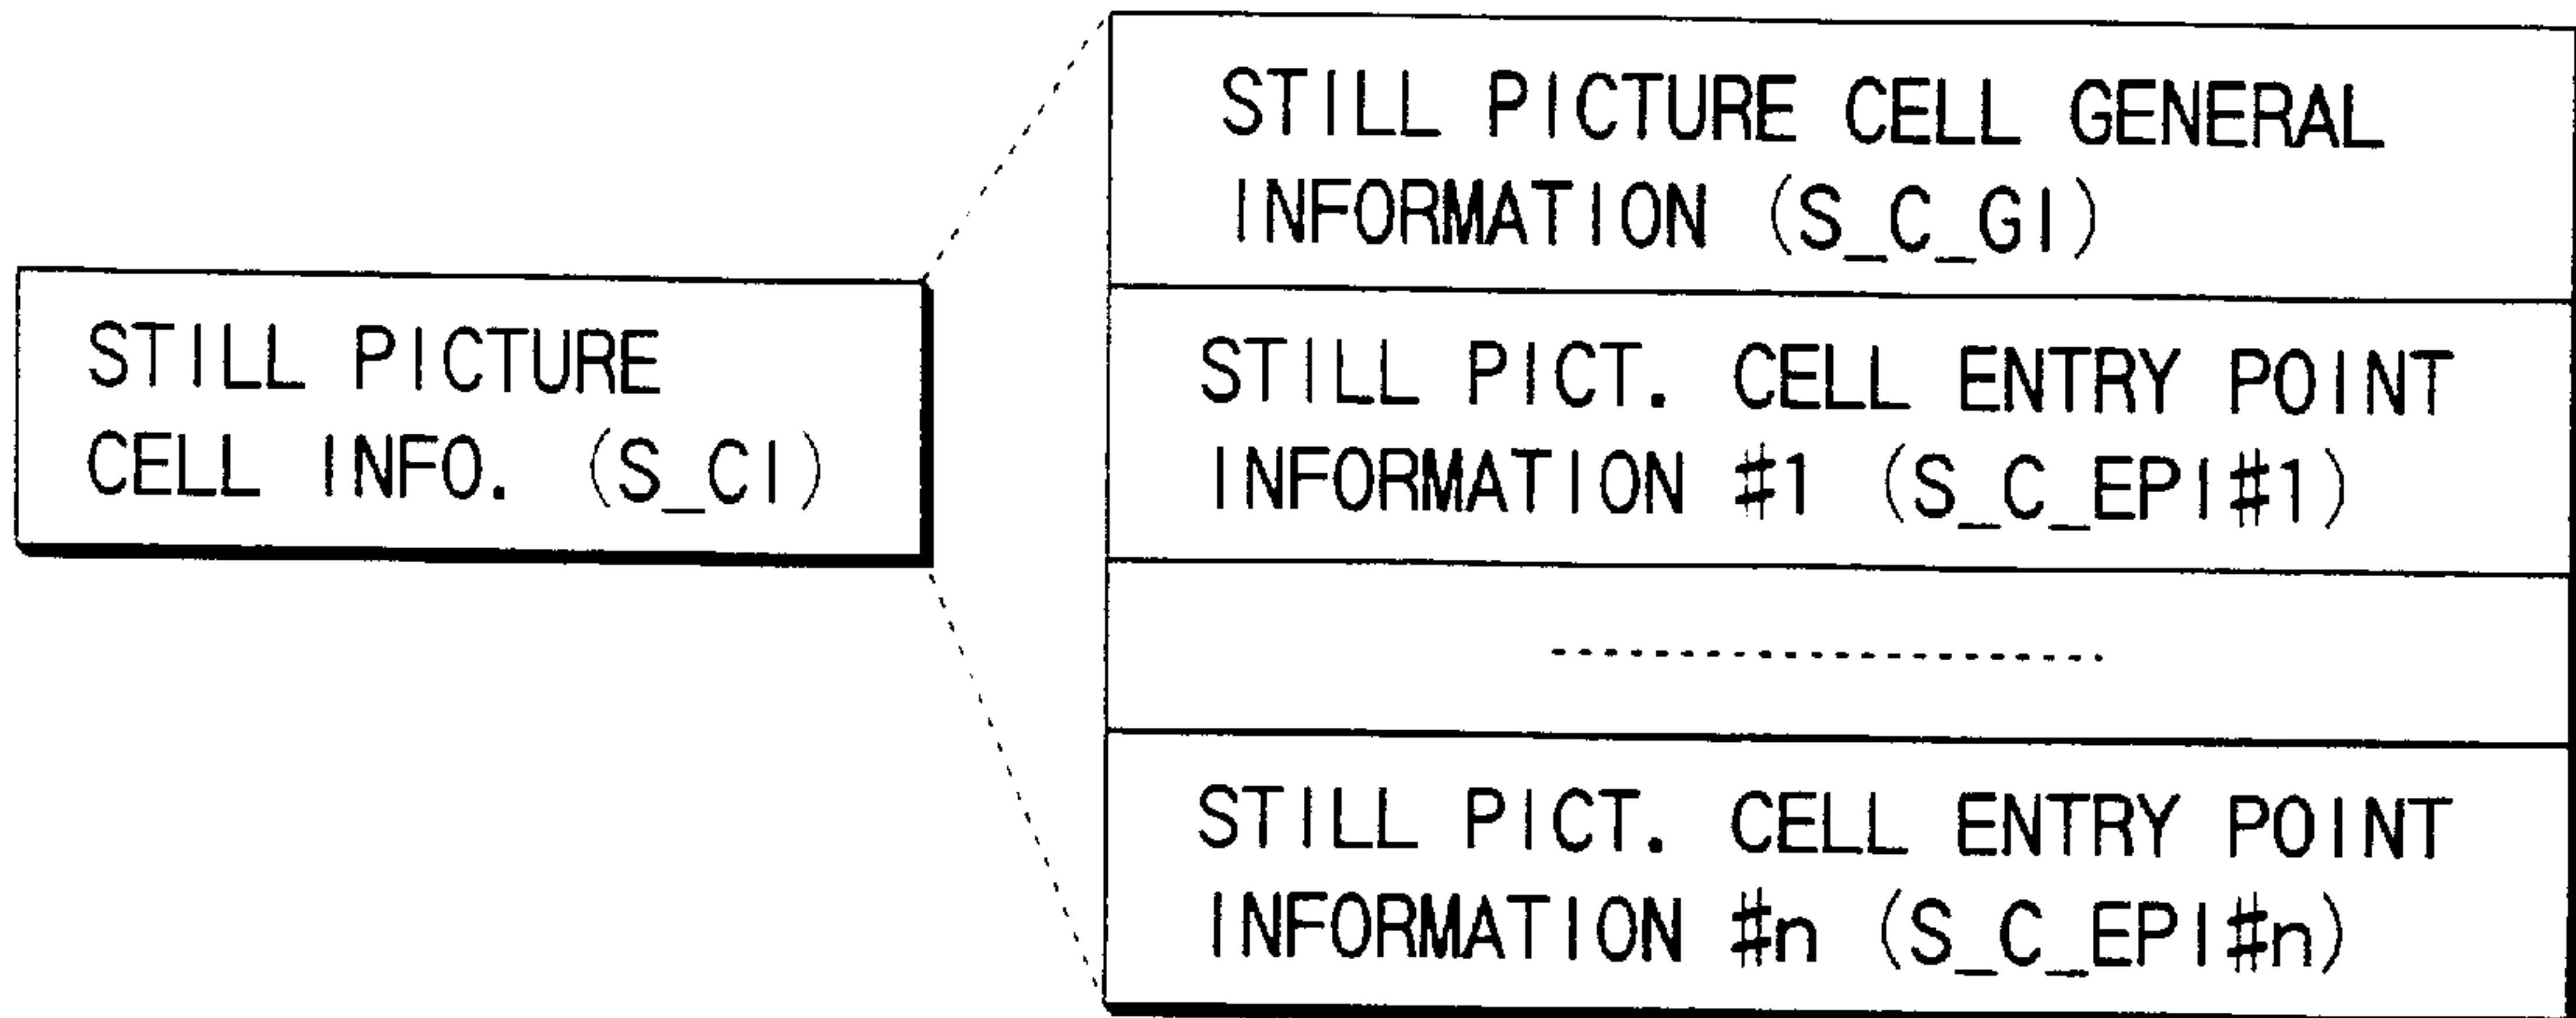 STILL PICTURE
CELL INFO. (S_CI)
STILL PICTURE CELL GENERAL
INFORMATION (S_C_GI)
STILL PICT. CELL ENTRY POINT
INFORMATION #1 (S_C_EPI#1)
STILL PICT. CELL ENTRY POINT
INFORMATION #n (S_C_EPI#n)